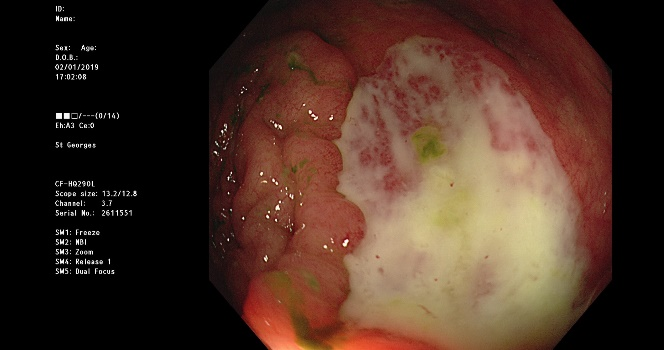 ID:
Name:
Sex: Age:
D.O.B.:
02/01/2019
17:02:08
■■□/---(0/14)
Eh:A3 Ce:0
St Georges
CF-HQ290L
Scope size: 13.2/12.8
Channel: 3.7
Serial No.: 2611551
SW1: Freeze
SW2: NBI
SW3: Zoom
SW4: Release 1
SW5: Dual Focus